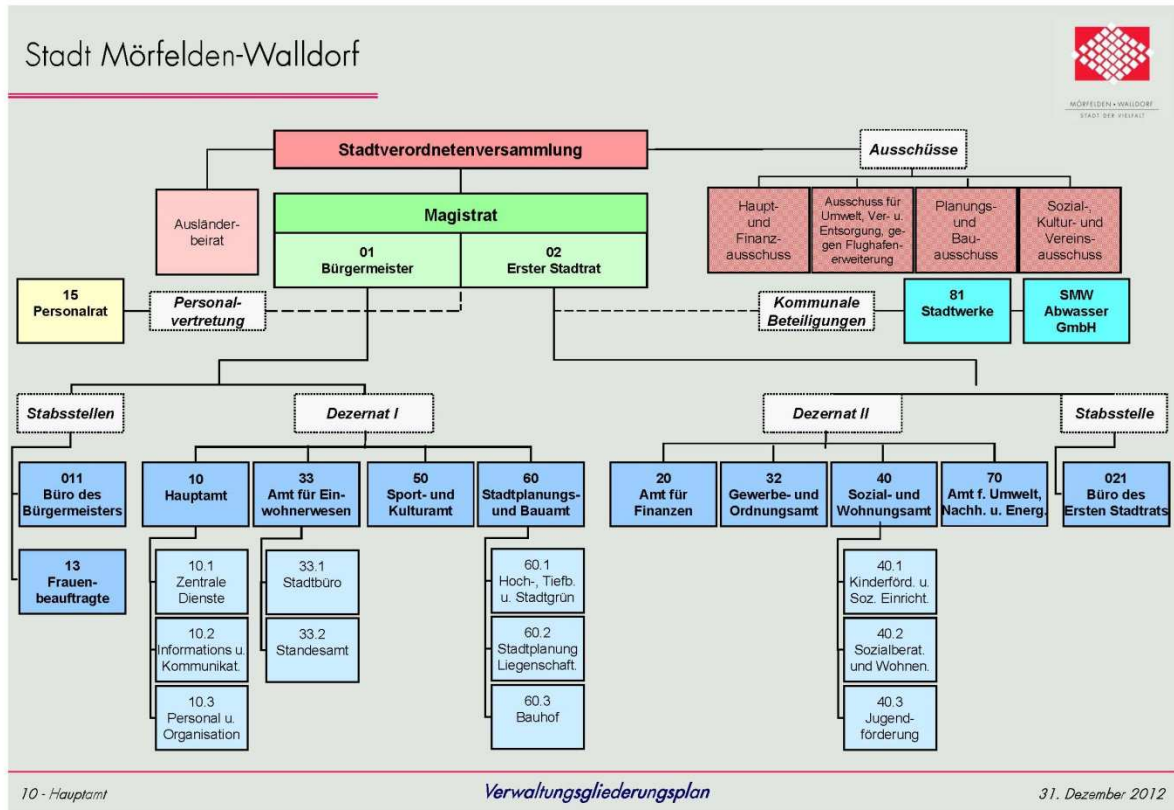 Stadt Mörfelden-Walldorf
MÖRFELDEN • WALLDORF
STADT DER VIELFALT
Stadtverordnetenversammlung
Ausschüsse
Ausländer-
beirat
Magistrat
01
Bürgermeister
02
Erster Stadtrat
Haupt-
und
Finanz-
ausschuss
Ausschuss für
Umwelt, Ver- u.
Entsorgung, ge-
gen Flughafen-
erweiterung
Planungs-
und
Bau-
ausschuss
Sozial-,
Kultur- und
Vereins-
ausschuss
15
Personalrat
Personal-
vertretung
Kommunale
Beteiligungen
81
Stadtwerke
SMW
Abwasser
GmbH
Stabsstellen
Dezernat I
Dezernat II
Stabsstelle
011
Büro des
Bürgermeisters
13
Frauen-
beauftragte
10
Hauptamt
10.1
Zentrale
Dienste
10.2
Informations u.
Kommunikat.
10.3
Personal u.
Organisation
33
Amt für Ein-
wohnerwesen
33.1
Stadtbüro
33.2
Standesamt
50
Sport- und
Kulturamt
60
Stadtplanungs-
und Bauamt
60.1
Hoch-, Tiefb.
u. Stadtgrün
60.2
Stadtplanung
Liegenschaft.
60.3
Bauhof
20
Amt für
Finanzen
32
Gewerbe- und
Ordnungsamt
40
Sozial- und
Wohnungsamt
40.1
Kinderförd. u.
Soz. Einricht.
40.2
Sozialberat.
und Wohnen.
40.3
Jugend-
förderung
70
Amt f. Umwelt,
Nachh. u. Energ.
021
Büro des
Ersten Stadtrats
10 - Hauptamt
Verwaltungsgliederungsplan
31. Dezember 2012